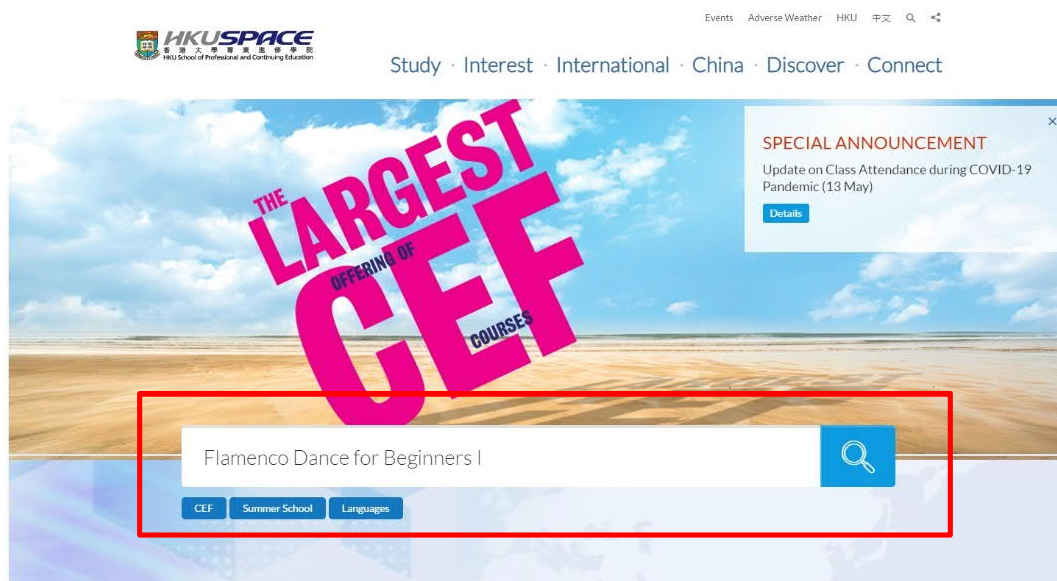 Events Adverse Weather HKU 中文
HKUSPACE
香港大學專業進修學院
HKU School of Professional and Continuing Education
Study · Interest · International · China · Discover · Connect
THE
LARGEST
OFFERING OF
CEF
COURSES
SPECIAL ANNOUNCEMENT
Update on Class Attendance during COVID-19
Pandemic (13 May)
Details
Flamenco Dance for Beginners I
CEF Summer School Languages